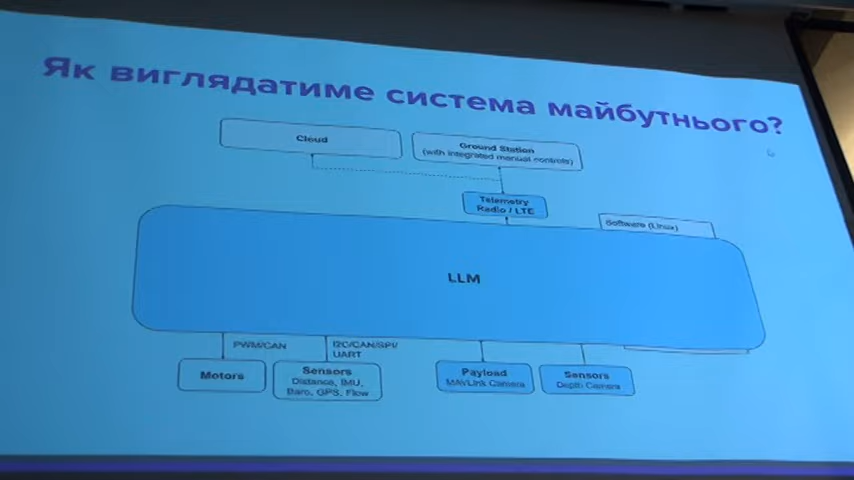 Як виглядатиме система майбутнього?
Cloud
Ground Station
(with integrated manual controls)
Telemetry
Radio / LTE
Software (Linux)
LLM
PWM/CAN
I2C/CAN/SPI/
UART
Motors
Sensors
Distance, IMU,
Baro, GPS, Flow
Payload
MAVLink Camera
Sensors
Depth Camera